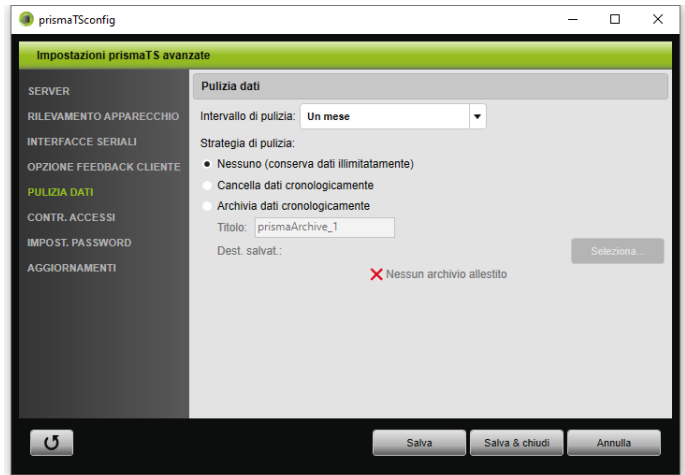 prismaTSconfig
Impostazioni prismaTS avanzate
SERVER
RILEVAMENTO APPARECCHIO
INTERFACCE SERIALI
OPZIONE FEEDBACK CLIENTE
PULIZIA DATI
CONTR. ACCESSI
IMPOST. PASSWORD
AGGIORNAMENTI
Pulizia dati
Intervallo di pulizia: Un mese
Strategia di pulizia:
Nessuno (conserva dati illimitatamente)
Cancella dati cronologicamente
Archivia dati cronologicamente
Titolo: prismaArchive_1
Dest. salvat.: Seleziona...
Nessun archivio allestito
Salva Salva & chiudi Annulla